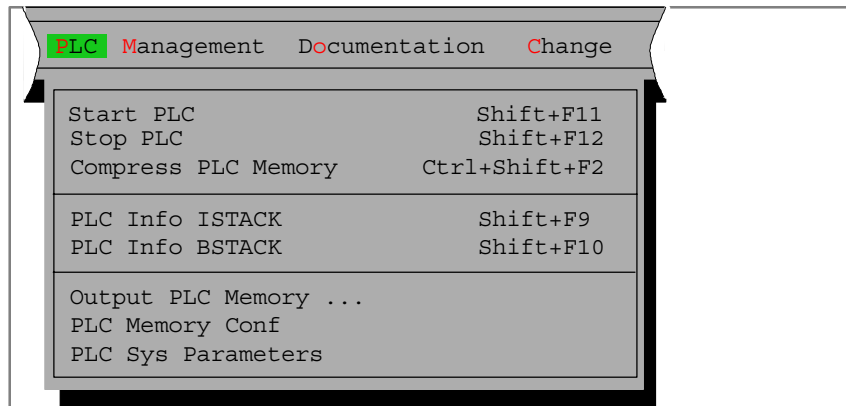 PLC Management Documentation Change
Start PLC Shift+F11
Stop PLC Shift+F12
Compress PLC Memory Ctrl+Shift+F2
PLC Info ISTACK Shift+F9
PLC Info BSTACK Shift+F10
Output PLC Memory ...
PLC Memory Conf
PLC Sys Parameters